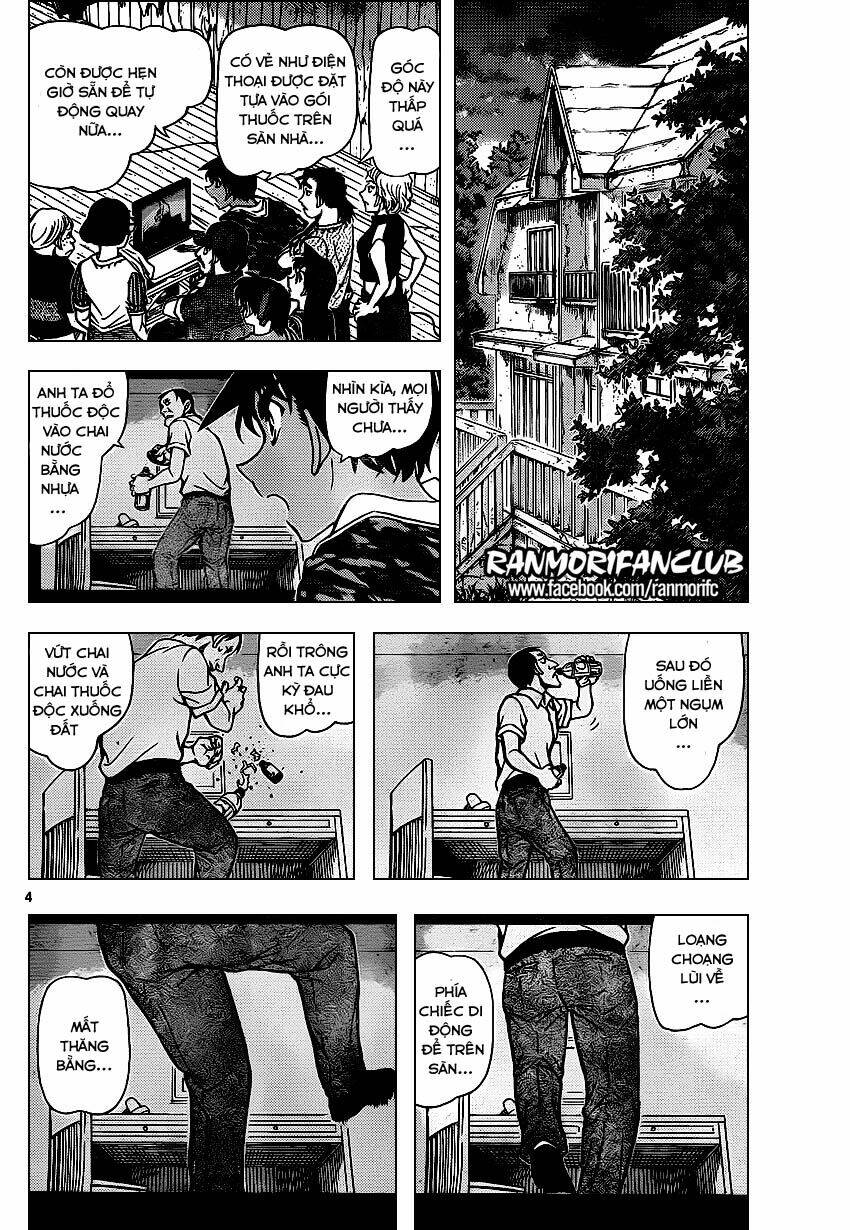 CÒN ĐƯỢC HẸN
GIỜ SẴN ĐỂ TỰ
ĐỘNG QUAY
NỮA...
CÓ VẺ NHƯ ĐIỆN
THOẠI ĐƯỢC ĐẶT
TỰA VÀO GÓI
THUỐC TRÊN
SÀN NHÀ...
GÓC
ĐỘ NÀY
THẤP
QUÁ
...
ANH TA ĐỔ
THUỐC ĐỘC
VÀO CHAI
NƯỚC
BẰNG
NHỰA
...
NHÌN KÌA, MỌI
NGƯỜI THẤY
CHƯA...
RANMORIFANCLUB
www.facebook.com/ranmorifc
VỨT CHAI
NƯỚC VÀ
CHAI THUỐC
ĐỘC XUỐNG
ĐẤT
RỒI TRÔNG
ANH TA CỰC
KỲ ĐAU
KHỔ...
SAU ĐÓ
UỐNG LIỀN
MỘT NGỤM
LỚN
...
4
MẤT
THĂNG
BẰNG...
PHÍA
CHIẾC DI
ĐỘNG
ĐỂ TRÊN
SÀN...
LOẠNG
CHOẠNG
LÙI VỀ
...